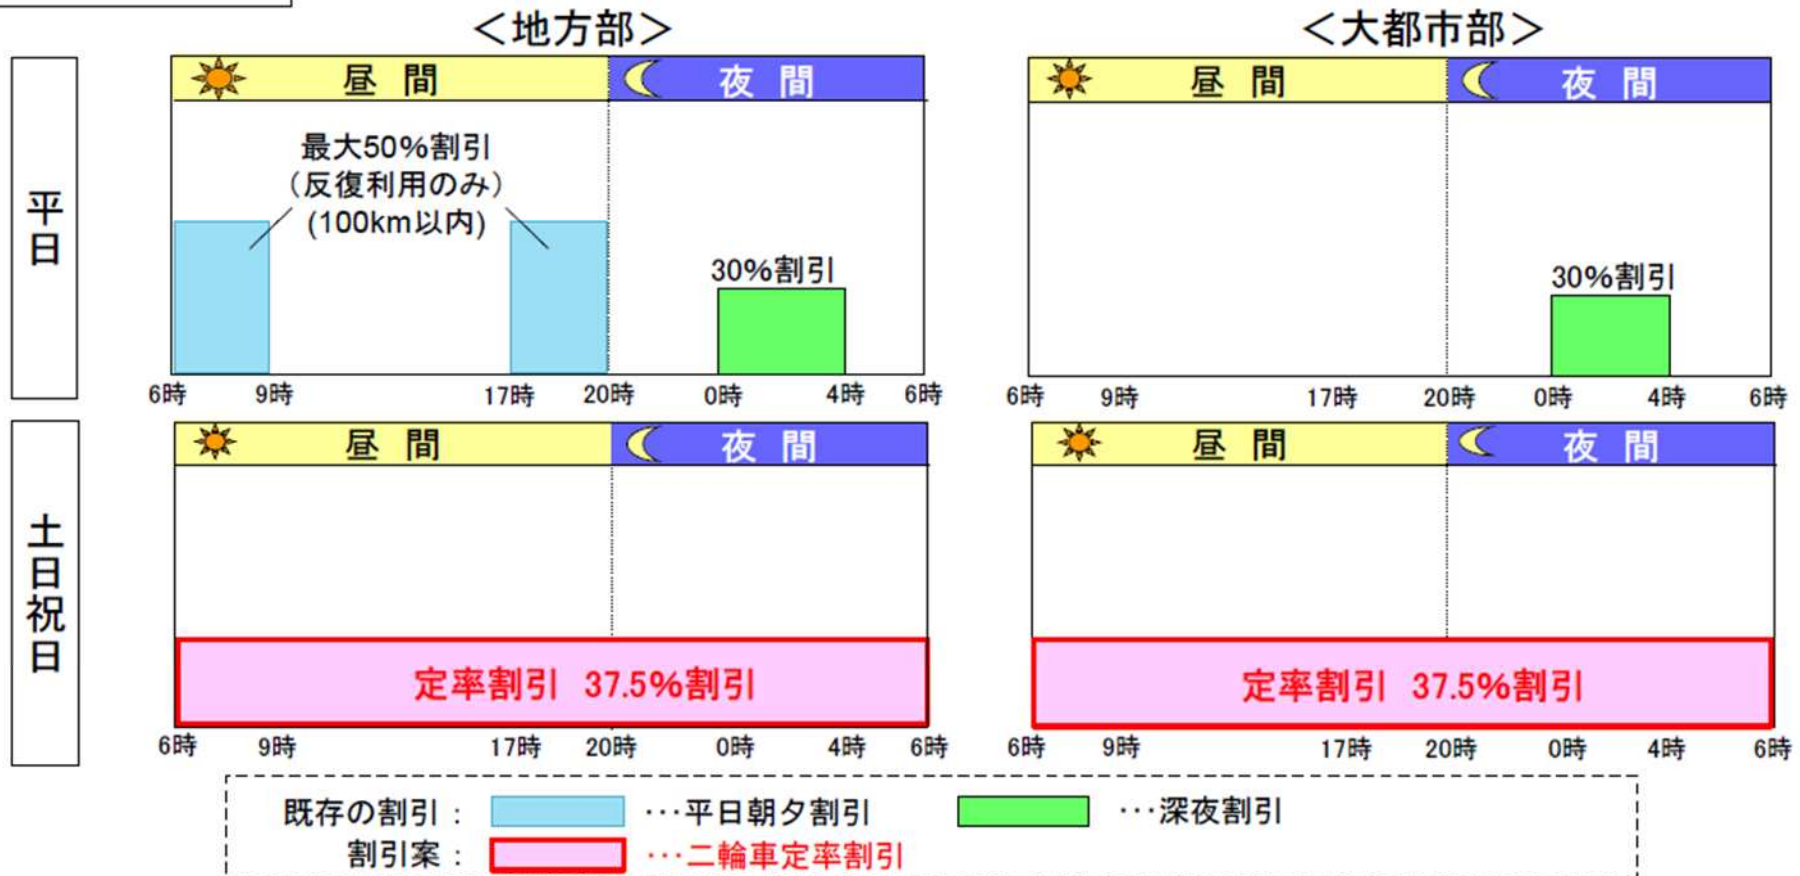 ＜地方部＞
＜大都市部＞
平日
昼間
夜間
最大50%割引
（反復利用のみ）
(100km以内)
30%割引
6時 9時 17時 20時 0時 4時 6時
昼間
夜間
30%割引
6時 9時 17時 20時 0時 4時 6時
土日祝日
昼間
夜間
定率割引 37.5%割引
6時 9時 17時 20時 0時 4時 6時
昼間
夜間
定率割引 37.5%割引
6時 9時 17時 20時 0時 4時 6時
既存の割引： …平日朝夕割引 …深夜割引
割引案： …二輪車定率割引